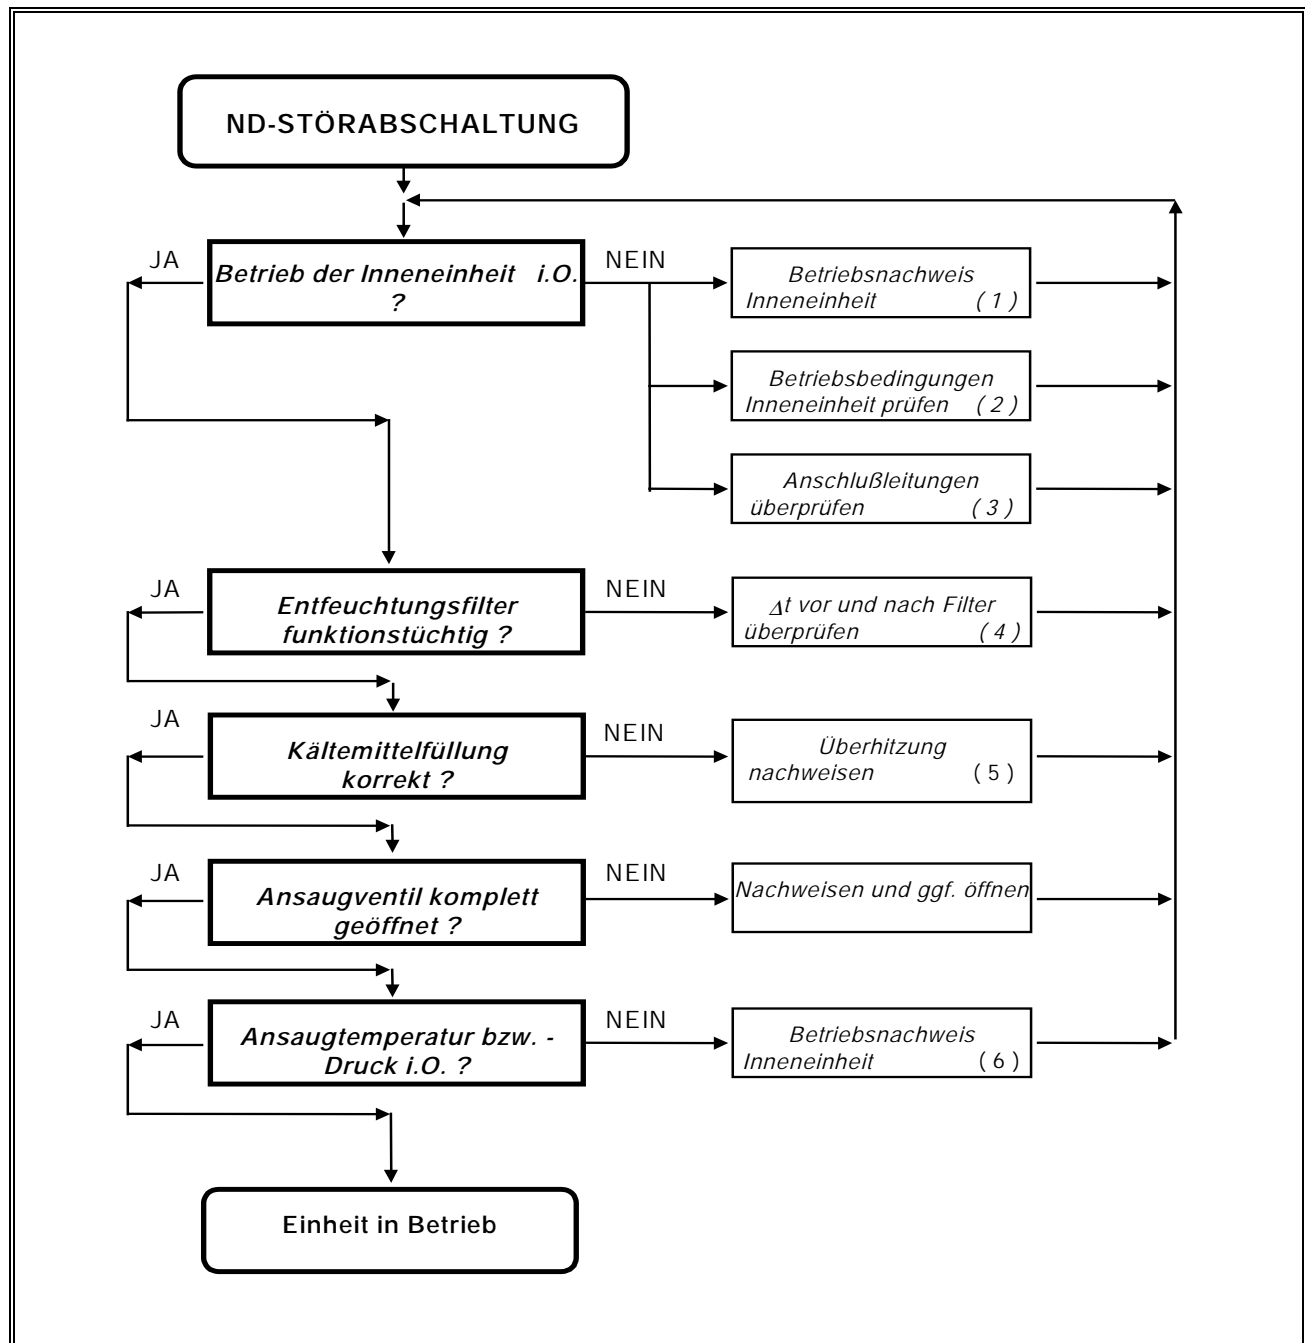 ND-STÖRABSCHALTUNG
JA
Betrieb der Inneneinheit i.O.
?
NEIN
Betriebsnachweis
Inneneinheit (1)
Betriebsbedingungen
Inneneinheit prüfen (2)
Anschlußleitungen
überprüfen (3)
JA
Entfeuchtungsfilter
funktionstüchtig ?
NEIN
Δt vor und nach Filter
überprüfen (4)
JA
Kältemittelfüllung
korrekt ?
NEIN
Überhitzung
nachweisen (5)
JA
Ansaugventil komplett
geöffnet ?
NEIN
Nachweisen und ggf. öffnen
JA
Ansaugtemperatur bzw. -
Druck i.O. ?
NEIN
Betriebsnachweis
Inneneinheit (6)
Einheit in Betrieb